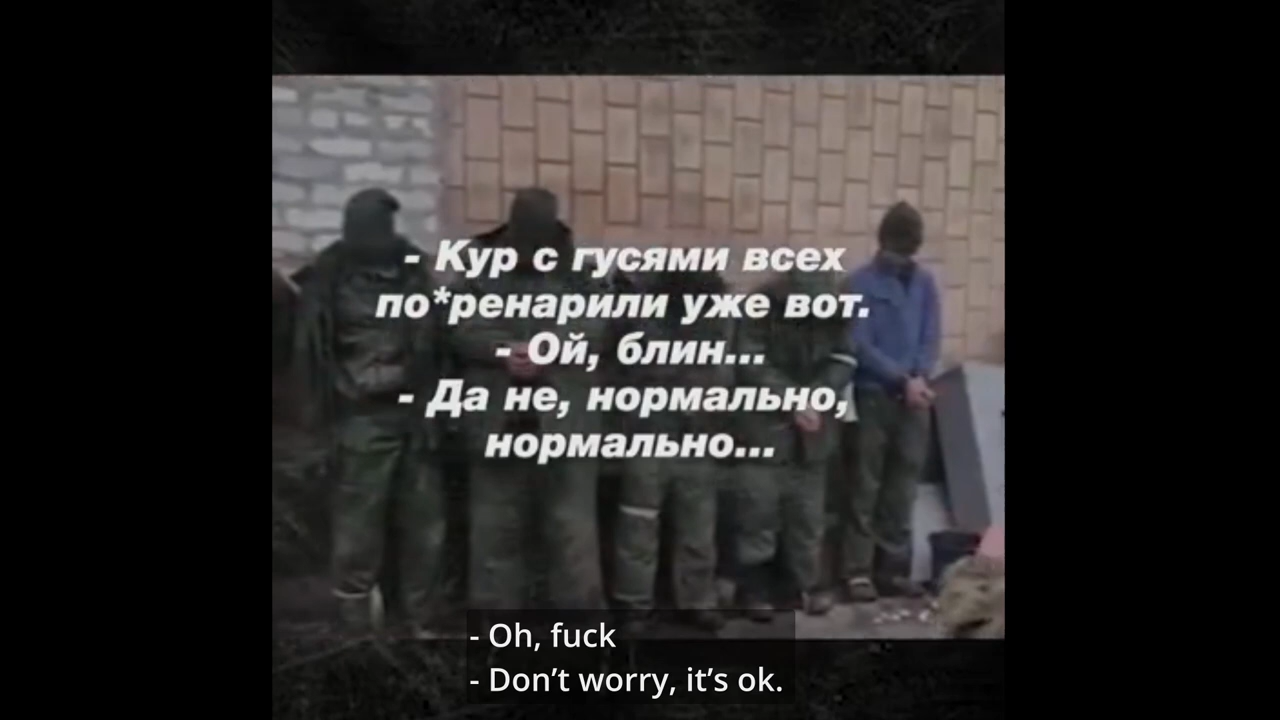 - Кур с гусями всех
по*ренарили уже вот.
- Ой, блин...
- Да не, нормально,
нормально...
- Oh, fuck
- Don’t worry, it’s ok.